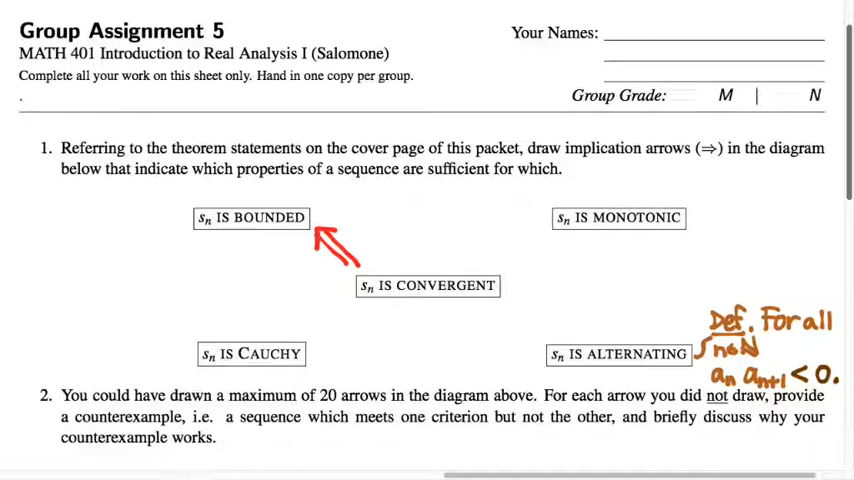 Group Assignment 5
Your Names:
MATH 401 Introduction to Real Analysis I (Salomone)
Complete all your work on this sheet only. Hand in one copy per group.
.
Group Grade: M | N
1. Referring to the theorem statements on the cover page of this packet, draw implication arrows (⇒) in the diagram
below that indicate which properties of a sequence are sufficient for which.
sₙ IS BOUNDED
sₙ IS MONOTONIC
sₙ IS CONVERGENT
Def. For all
n∈ℕ
aₙ aₙ₊₁ < 0.
sₙ IS CAUCHY
sₙ IS ALTERNATING
2. You could have drawn a maximum of 20 arrows in the diagram above. For each arrow you did not draw, provide
a counterexample, i.e. a sequence which meets one criterion but not the other, and briefly discuss why your
counterexample works.